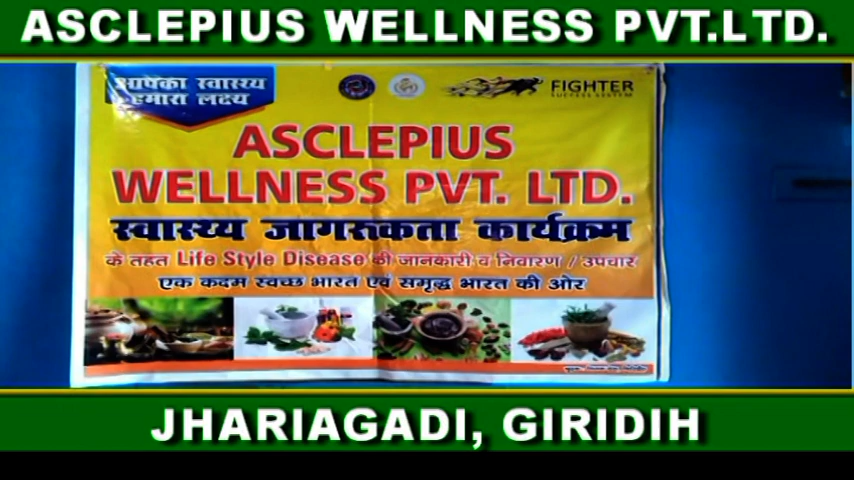 ASCLEPIUS WELLNESS PVT.LTD.
आपका स्वास्थ्य
हमारा लक्ष्य
FIGHTER
SUCCESS SYSTEM
ASCLEPIUS
WELLNESS PVT. LTD.
स्वास्थ्य जागरूकता कार्यक्रम
के तहत Life Style Disease की जानकारी व निवारण / उपचार
एक कदम स्वच्छ भारत एवं समृद्ध भारत की ओर
JHARIAGADI, GIRIDIH